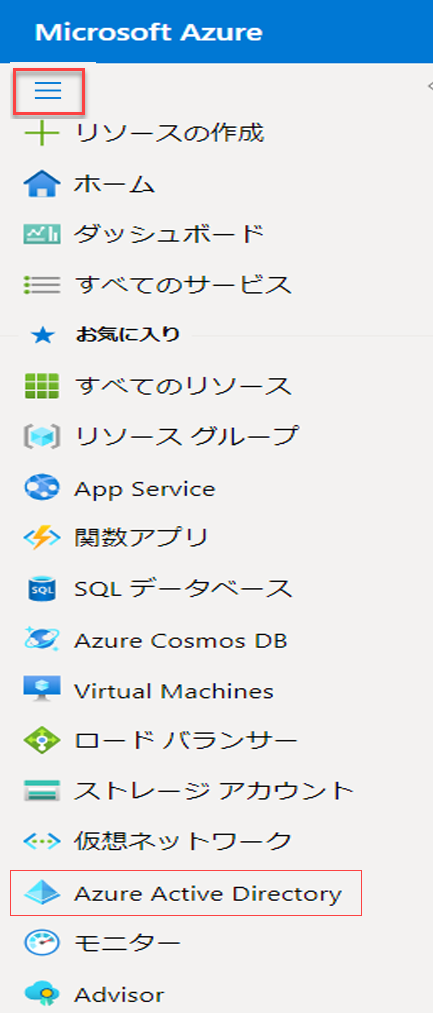 Microsoft Azure
リソースの作成
ホーム
ダッシュボード
すべてのサービス
お気に入り
すべてのリソース
リソース グループ
App Service
関数アプリ
SQL データベース
Azure Cosmos DB
Virtual Machines
ロード バランサー
ストレージ アカウント
仮想ネットワーク
Azure Active Directory
モニター
Advisor